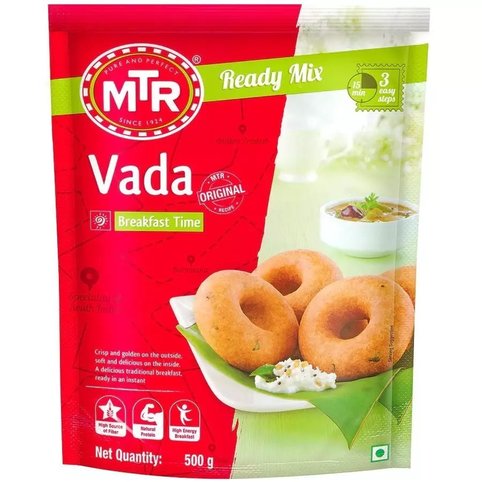 PURE AND PERFECT
MTR
®
SINCE 1924
Ready Mix
15
min
3
easy
steps
Vada
MTR
ORIGINAL
RECIPE
Breakfast Time
Crisp and golden on the outside,
soft and delicious on the inside.
A delicious traditional breakfast,
ready in an instant
High Source
of Fiber
Natural
Protein
High Energy
Breakfast
Net Quantity: 500 g